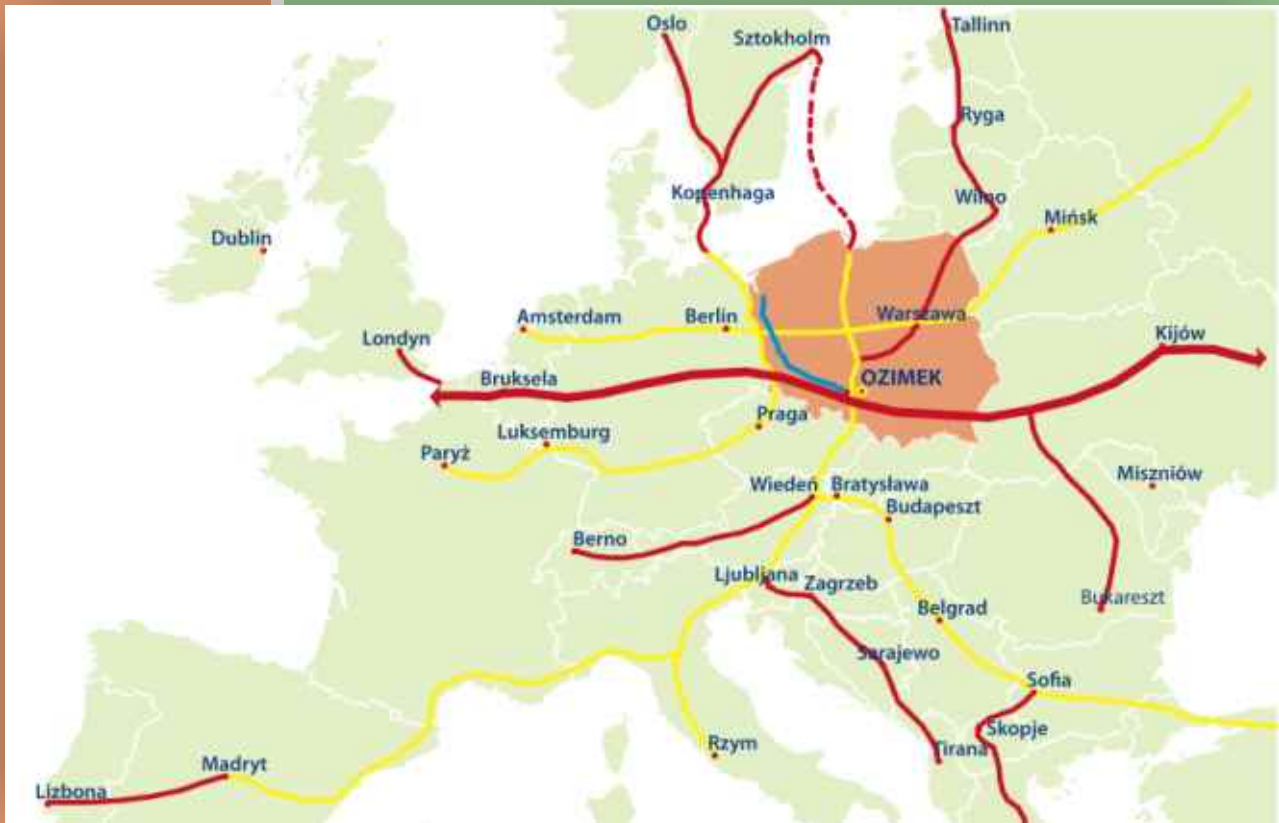 Oslo
Sztokholm
Tallinn
Ryga
Kopenhaga
Wilno
Mińsk
Dublin
Amsterdam
Berlin
Warszawa
Londyn
Kijów
Bruksela
OZIMEK
Praga
Luksemburg
Paryż
Miszniów
Wiedeń
Bratysława
Budapeszt
Berno
Ljubljana
Zagrzeb
Bukareszt
Belgrad
Sarajewo
Sofia
Skopje
Rzym
Tirana
Madryt
Lizbona